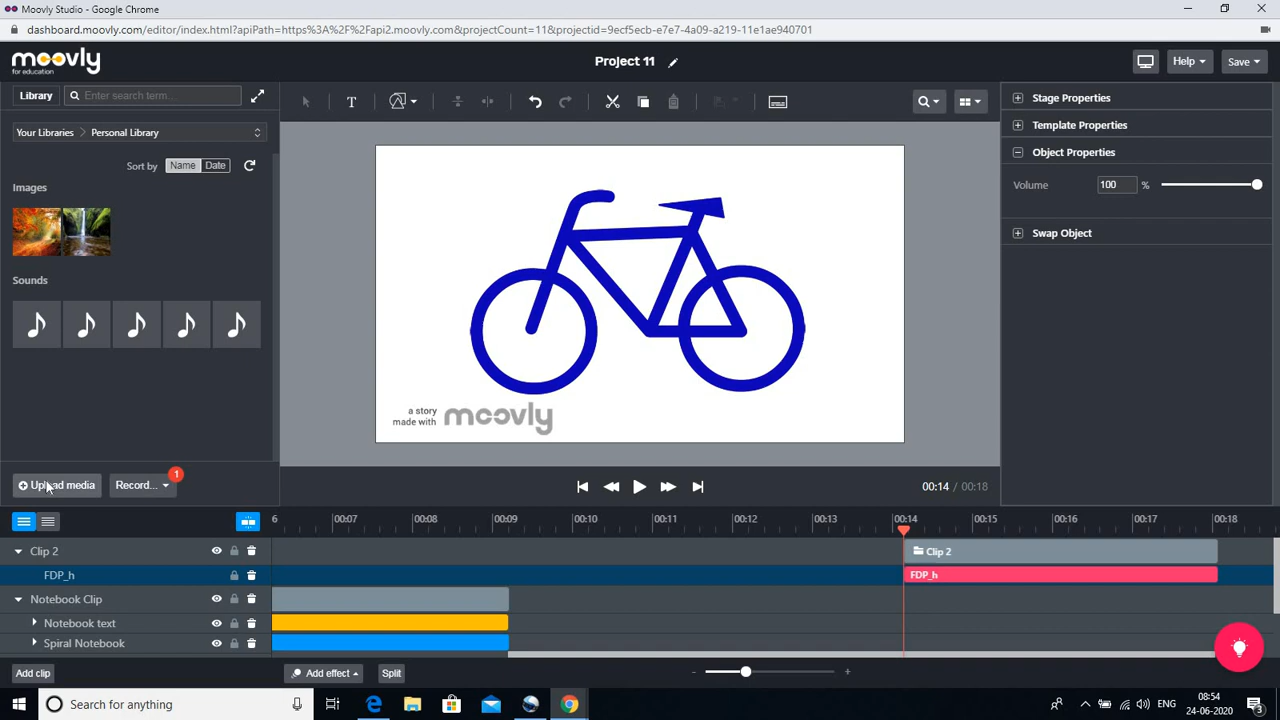 Moovly Studio - Google Chrome
dashboard.moovly.com/editor/index.html?apiPath=https%3A%2F%2Fapi2.moovly.com&projectCount=11&projectid=9ecf5ecb-e7e7-4a09-a219-11e1ae940701
moovly
for education
Project 11
Help
Save
Library
Enter search term...
T
Your Libraries
Personal Library
Sort by
Name
Date
Images
Sounds
Stage Properties
Template Properties
Object Properties
Volume
100
%
Swap Object
a story
made with
moovly
Upload media
Record...
1
00:14 / 00:18
6
00:07
00:08
00:09
00:10
00:11
00:12
00:13
00:14
00:15
00:16
00:17
00:18
Clip 2
Clip 2
FDP_h
FDP_h
Notebook Clip
Notebook text
Spiral Notebook
Add clip
Add effect
Split
-
+
Search for anything
ENG
08:54
24-06-2020
3